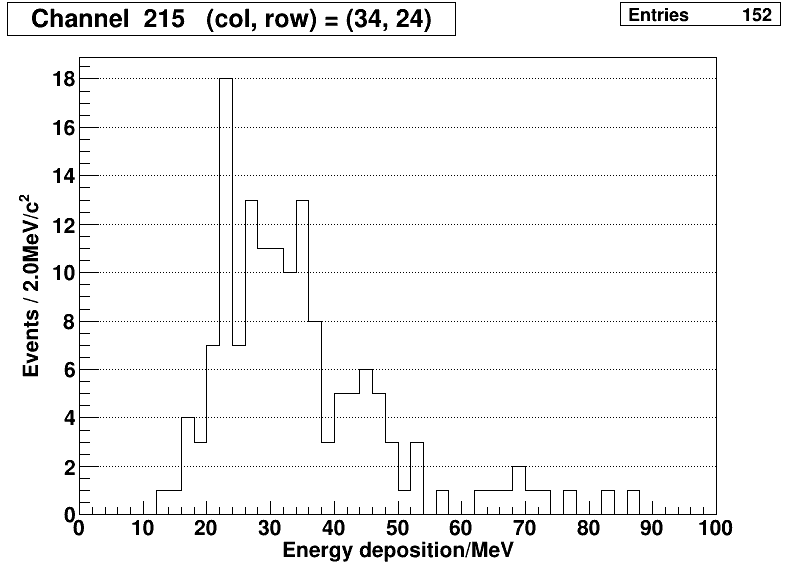 Channel 215 (col, row) = (34, 24)
Entries 152
Events / 2.0MeV/c²
18
16
14
12
10
8
6
4
2
0
0 10 20 30 40 50 60 70 80 90 100
Energy deposition/MeV